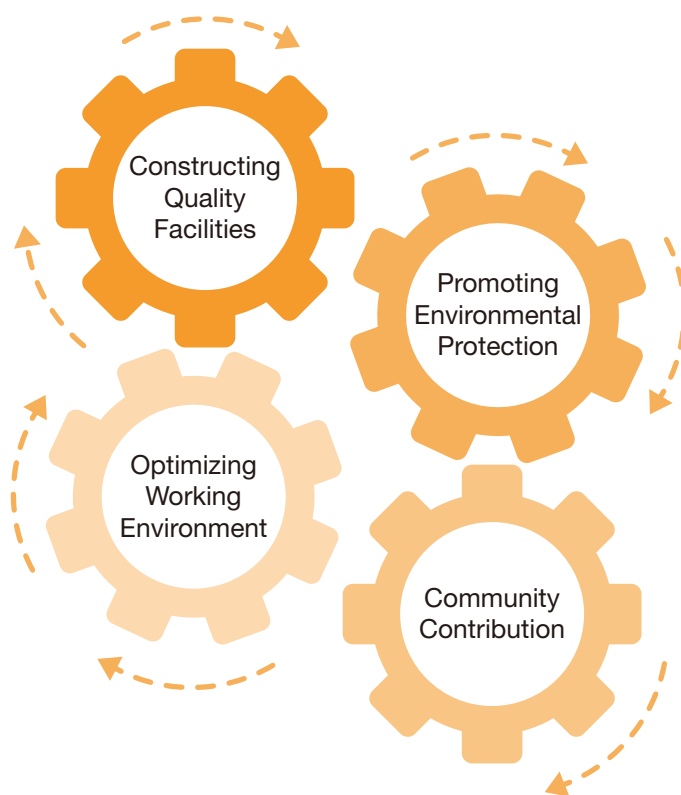 Constructing
Quality
Facilities
Promoting
Environmental
Protection
Optimizing
Working
Environment
Community
Contribution